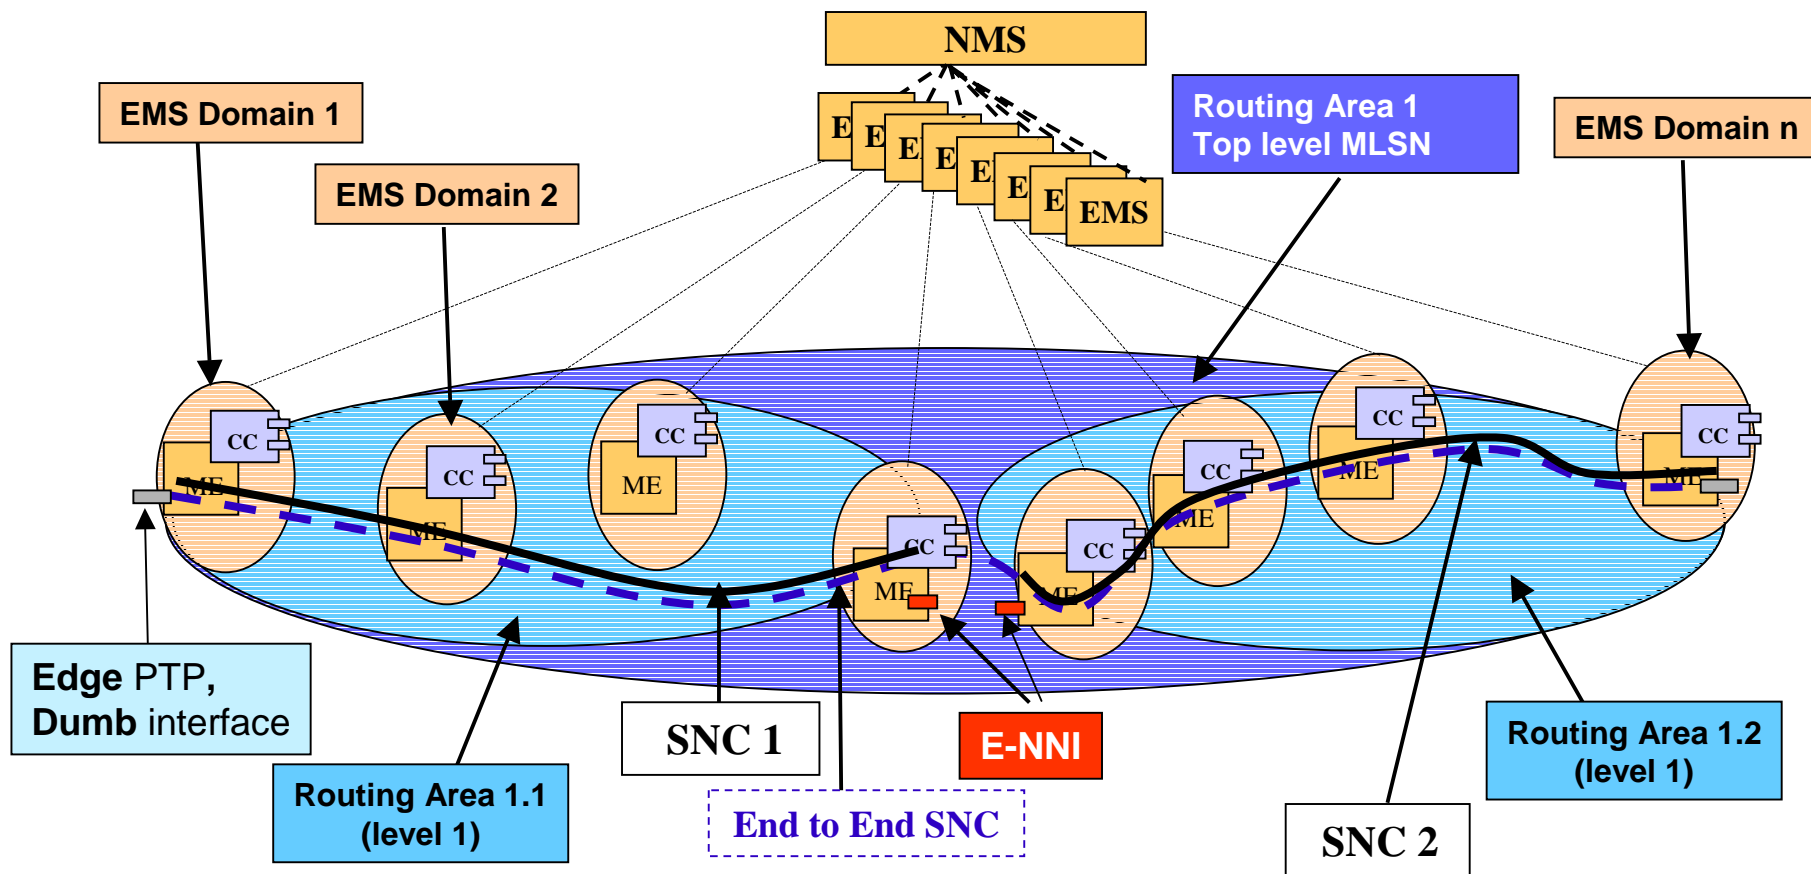 NMS
EMS Domain 1
EMS Domain 2
E
E
E
E
E
E
E
EMS
Routing Area 1
Top level MLSN
EMS Domain n
CC
ME
CC
ME
CC
ME
CC
ME
CC
ME
CC
ME
CC
ME
CC
ME
Edge PTP,
Dumb interface
Routing Area 1.1
(level 1)
SNC 1
End to End SNC
E-NNI
SNC 2
Routing Area 1.2
(level 1)